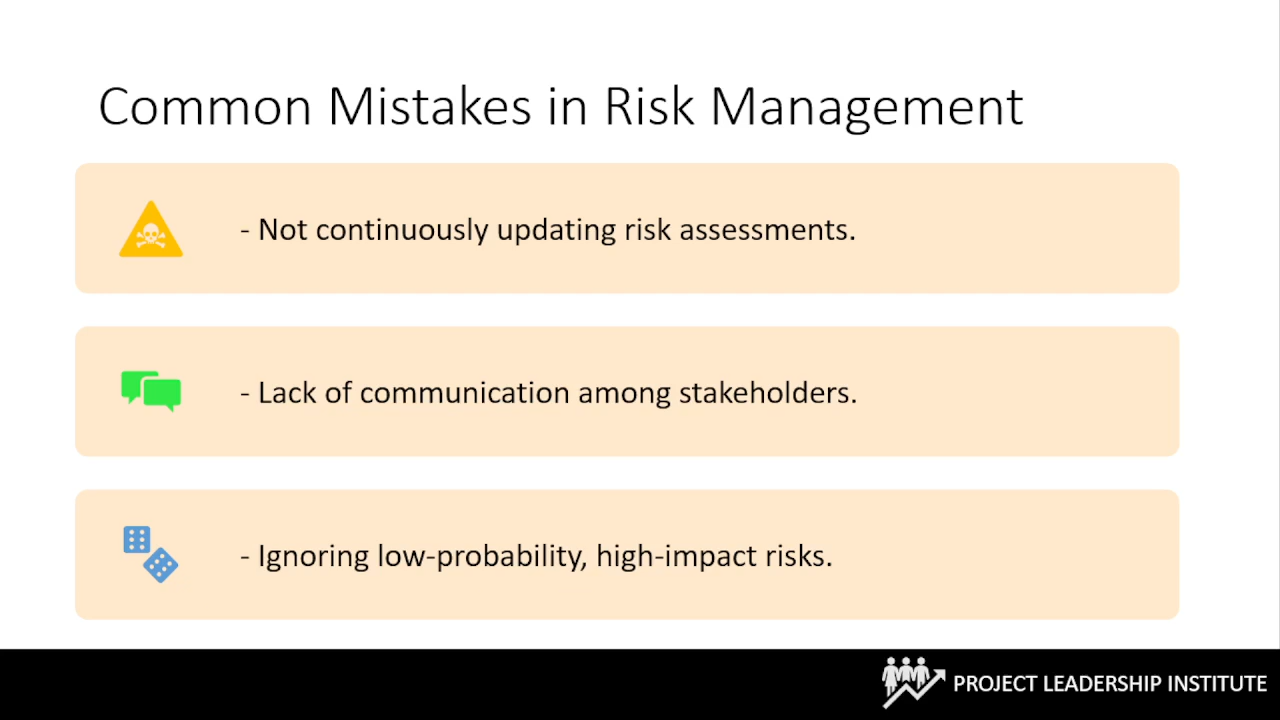 Common Mistakes in Risk Management
- Not continuously updating risk assessments.
- Lack of communication among stakeholders.
- Ignoring low-probability, high-impact risks.
PROJECT LEADERSHIP INSTITUTE